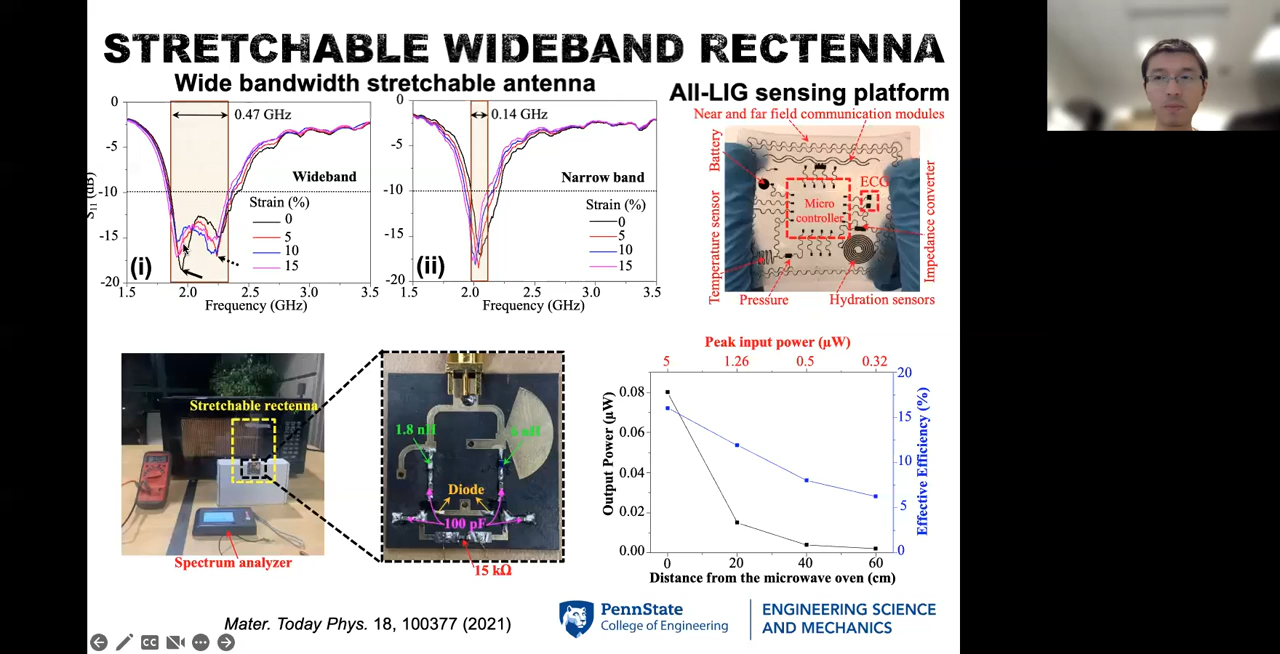 STRETCHABLE WIDEBAND RECTENNA
Wide bandwidth stretchable antenna
0
-5
-10
-15
-20
S11 (dB)
0.47 GHz
Wideband
Strain (%)
0
5
10
15
(i)
1.5
2.0
2.5
3.0
3.5
Frequency (GHz)
0
-5
-10
-15
-20
0.14 GHz
Narrow band
Strain (%)
0
5
10
15
(ii)
1.5
2.0
2.5
3.0
3.5
Frequency (GHz)
All-LIG sensing platform
Near and far field communication modules
Battery
Temperature sensor
Micro
controller
ECG
Impedance converter
Pressure
Hydration sensors
Stretchable rectenna
Spectrum analyzer
1.8 nH
nH
Diode
100 pF
15 kΩ
Peak input power (µW)
5
1.26
0.5
0.32
Output Power (µW)
0.08
0.06
0.04
0.02
0.00
20
15
10
5
0
Effective Efficiency (%)
0
20
40
60
Distance from the microwave oven (cm)
Mater. Today Phys. 18, 100377 (2021)
PennState
College of Engineering
ENGINEERING SCIENCE
AND MECHANICS
CC